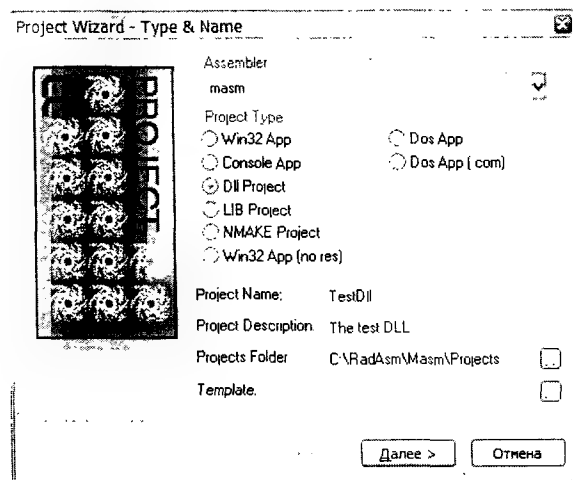 Project Wizard - Type & Name
Assembler
masm
Project Type
Win32 App
Dos App
Console App
Dos App (.com)
Dll Project
LIB Project
NMAKE Project
Win32 App (no res)
Project Name:
TestDll
Project Description.
The test DLL
Projects Folder
C:\RadAsm\Masm\Projects
Template.
Далее >
Отмена
PROJECT